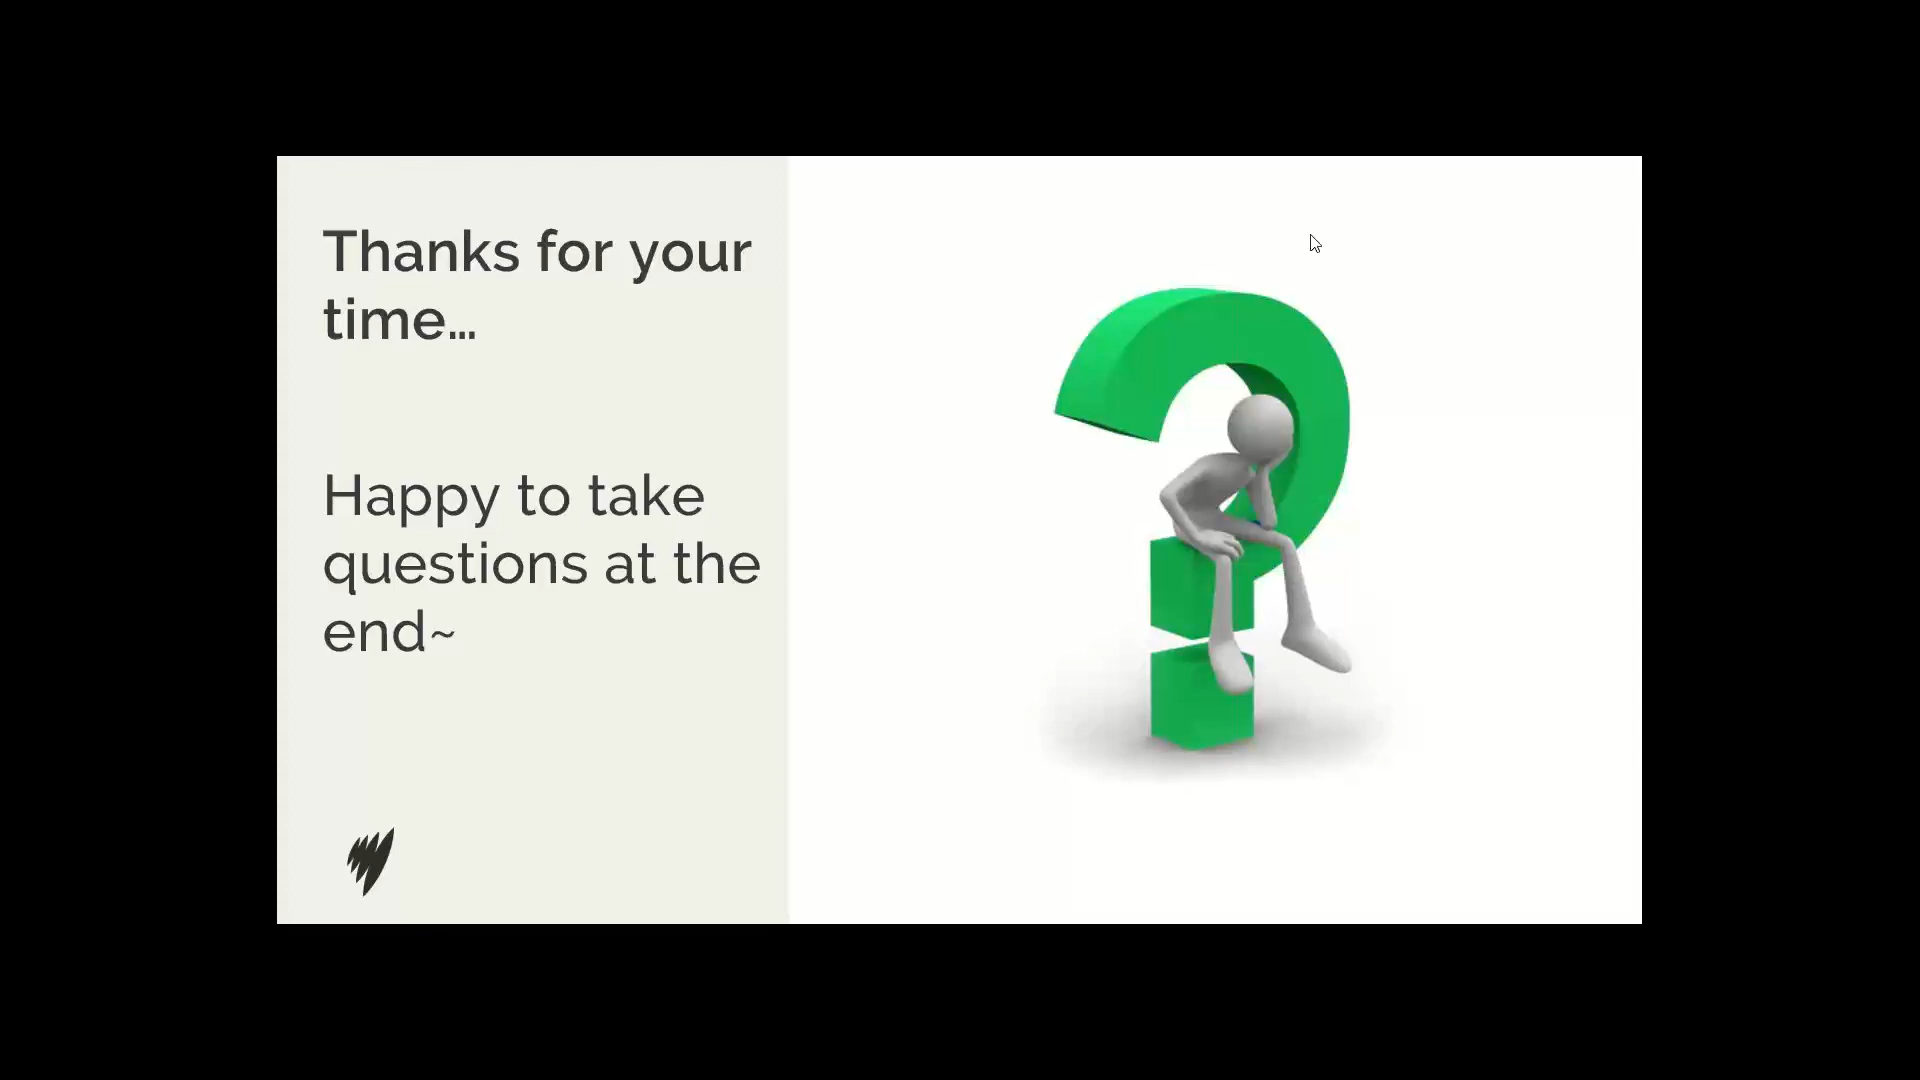 Thanks for your
time...
Happy to take
questions at the
end~